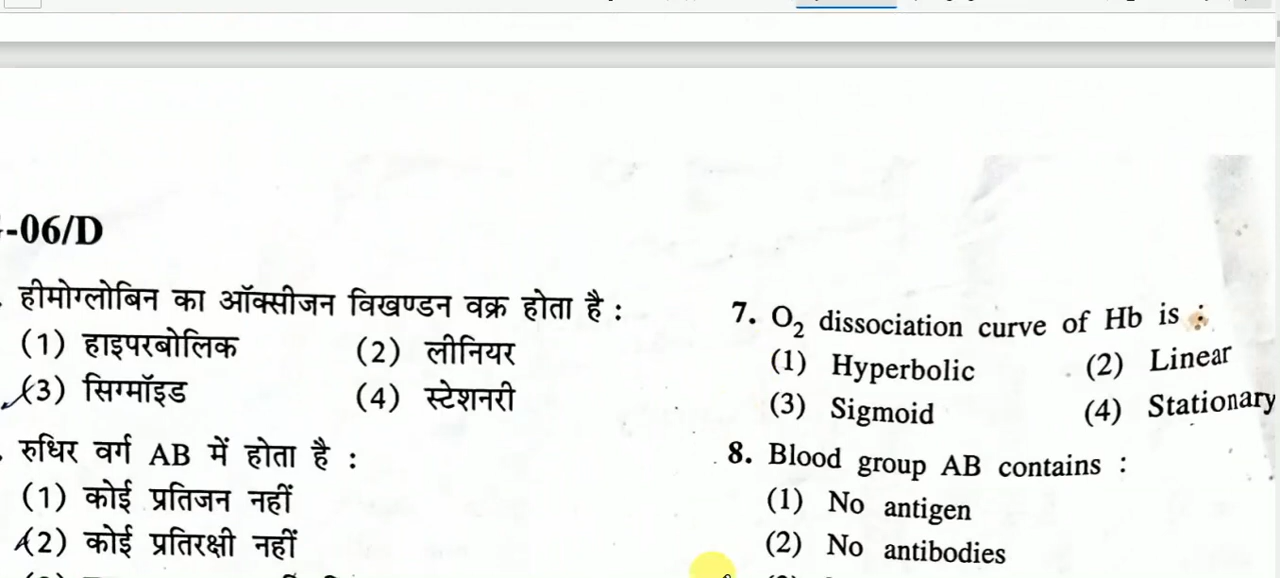 -06/D
हीमोग्लोबिन का ऑक्सीजन विखण्डन वक्र होता है :
(1) हाइपरबोलिक (2) लीनियर
(3) सिग्मॉइड (4) स्टेशनरी
रुधिर वर्ग AB में होता है :
(1) कोई प्रतिजन नहीं
(2) कोई प्रतिरक्षी नहीं
7. O₂ dissociation curve of Hb is :
(1) Hyperbolic (2) Linear
(3) Sigmoid (4) Stationary
8. Blood group AB contains :
(1) No antigen
(2) No antibodies